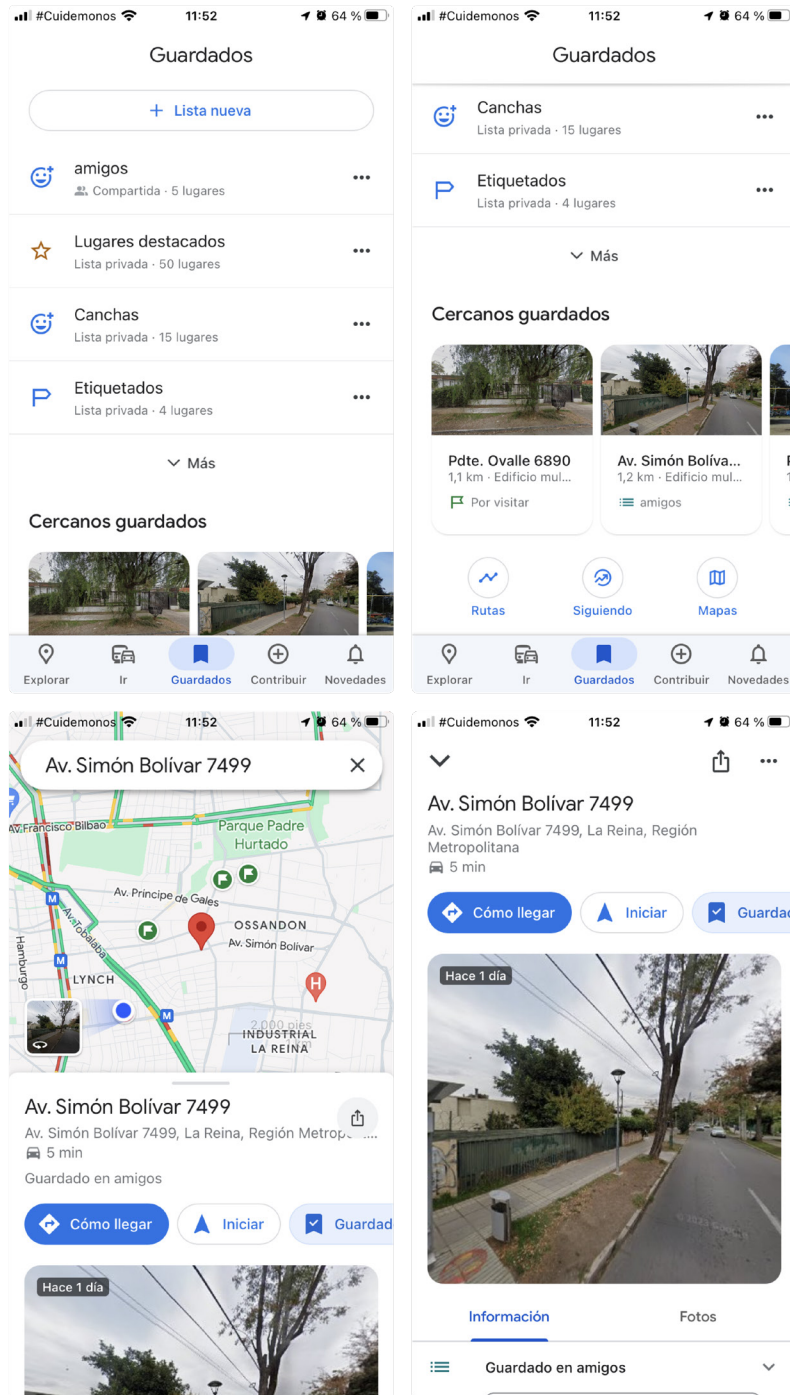 #Cuidemonos 11:52 64 %
Guardados
+ Lista nueva
amigos
Compartida · 5 lugares
Lugares destacados
Lista privada · 50 lugares
Canchas
Lista privada · 15 lugares
Etiquetados
Lista privada · 4 lugares
Más
Cercanos guardados
Explorar Ir Guardados Contribuir Novedades
#Cuidemonos 11:52 64 %
Guardados
Canchas
Lista privada · 15 lugares
Etiquetados
Lista privada · 4 lugares
Más
Cercanos guardados
Pdte. Ovalle 6890
1,1 km · Edificio mul...
Por visitar
Av. Simón Bolíva...
1,2 km · Edificio mul...
amigos
Rutas Siguiendo Mapas
Explorar Ir Guardados Contribuir Novedades
#Cuidemonos 11:52 64 %
Av. Simón Bolívar 7499
Av. Francisco Bilbao
Parque Padre
Hurtado
Av. Príncipe de Gales
OSSANDON
Av. Simón Bolívar
Av. Tobalaba
Hamburgo
M
M
M
H
LYNCH
2.000 pies
INDUSTRIAL
LA REINA
Av. Simón Bolívar 7499
Av. Simón Bolívar 7499, La Reina, Región Metrop...
5 min
Guardado en amigos
Cómo llegar Iniciar Guardad
Hace 1 día
#Cuidemonos 11:52 64 %
Av. Simón Bolívar 7499
Av. Simón Bolívar 7499, La Reina, Región
Metropolitana
5 min
Cómo llegar Iniciar Guardad
Hace 1 día
Información Fotos
Guardado en amigos